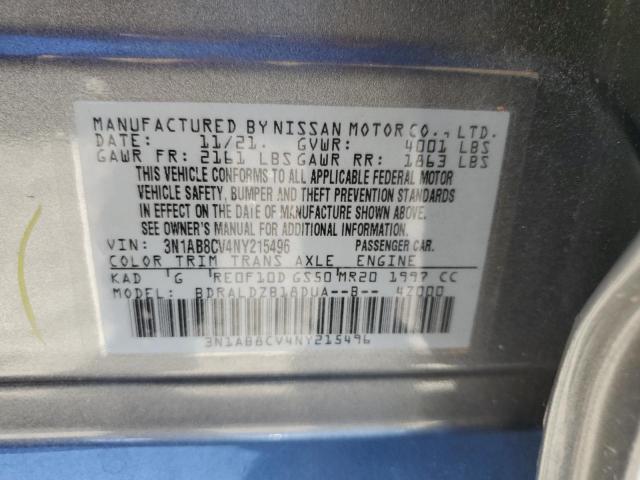 MANUFACTURED BY NISSAN MOTOR CO., LTD.
DATE: 11/21. GVWR: 4001 LBS
GAWR FR: 2161 LBS GAWR RR: 1863 LBS
THIS VEHICLE CONFORMS TO ALL APPLICABLE FEDERAL MOTOR
VEHICLE SAFETY, BUMPER AND THEFT PREVENTION STANDARDS
IN EFFECT ON THE DATE OF MANUFACTURE SHOWN ABOVE.
SEE OWNER'S MANUAL FOR ADDITIONAL INFORMATION.
VIN: 3N1AB8CV4NY215496 PASSENGER CAR.
COLOR TRIM TRANS AXLE ENGINE
KAD G RE0F10D GS50 MR20 1997 CC
MODEL: BDRALDZB18DUA--B-- 42000
3N1AB8CV4NY215496